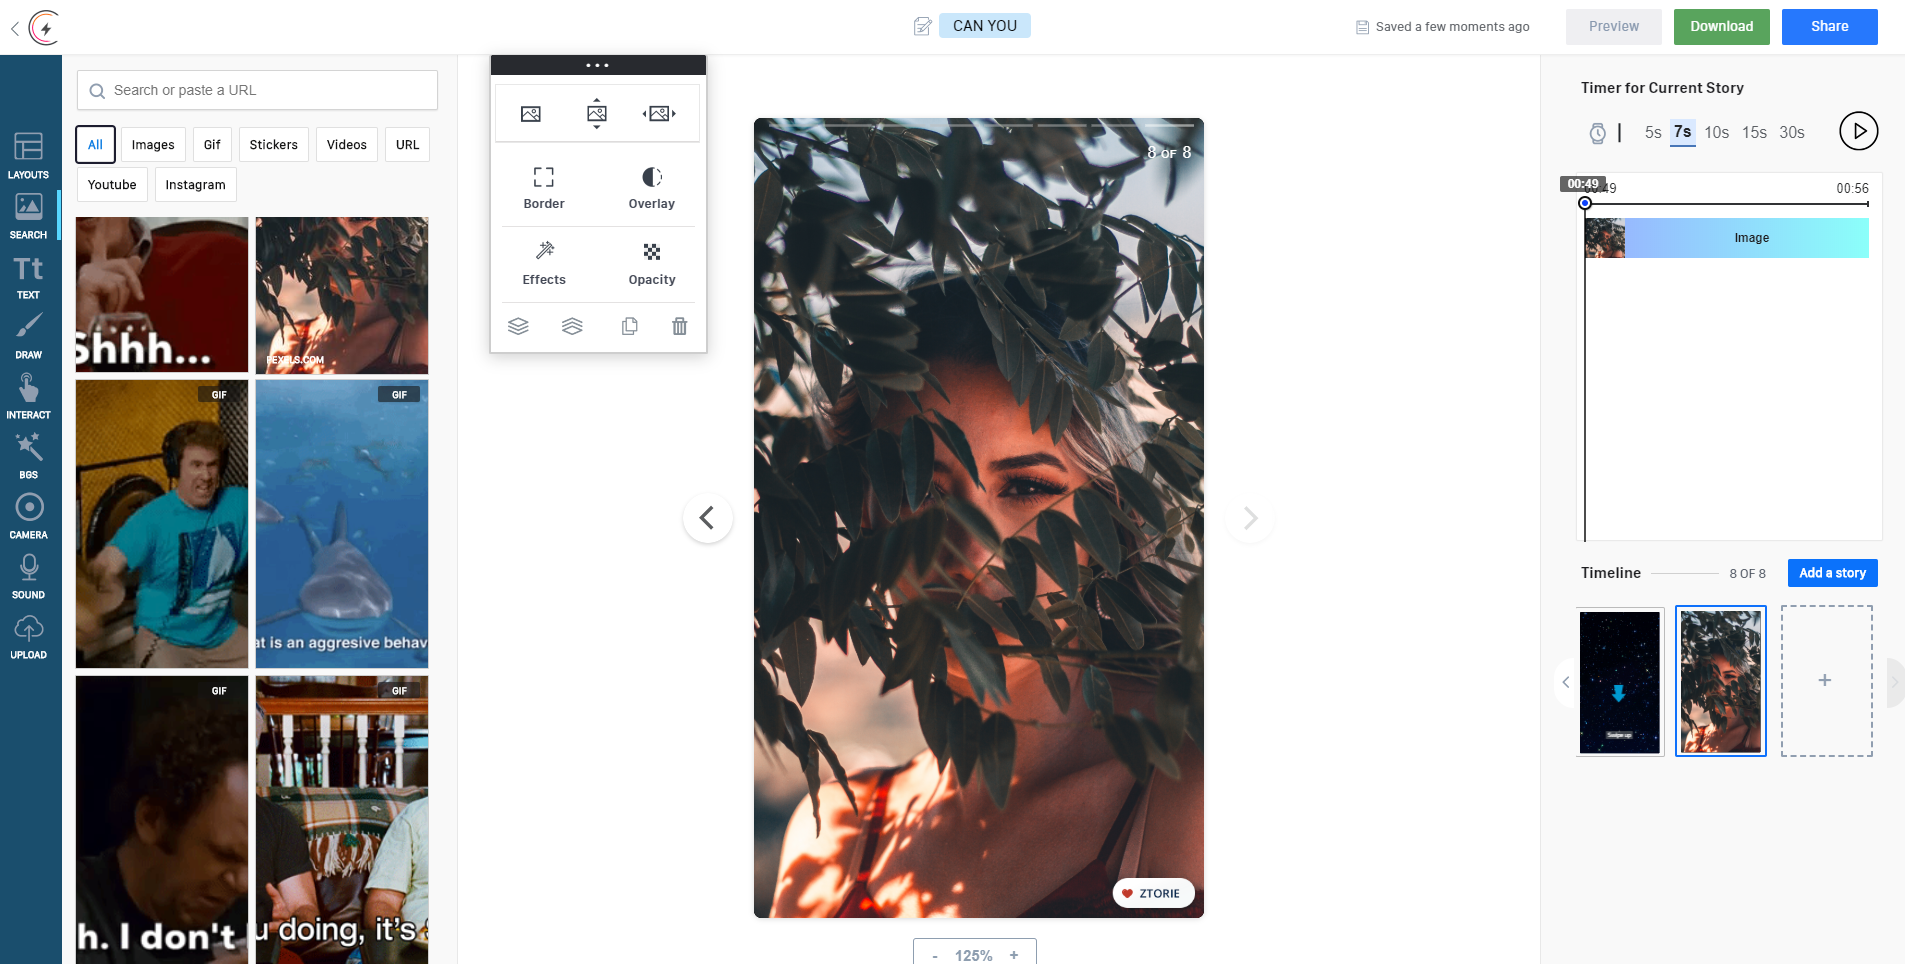 CAN YOU
Saved a few moments ago
Preview
Download
Share
Search or paste a URL
All
Images
Gif
Stickers
Videos
URL
Youtube
Instagram
LAYOUTS
SEARCH
Tt
TEXT
DRAW
INTERACT
BGS
CAMERA
SOUND
UPLOAD
Shhh...
PEXELS.COM
GIF
GIF
at is an aggresive behav
GIF
GIF
h. I don't
u doing, it's
Border
Overlay
Effects
Opacity
8 OF 8
ZTORIE
- 125% +
Timer for Current Story
5s 7s 10s 15s 30s
00:49
00:56
Image
Timeline
8 OF 8
Add a story
Swipe up
+